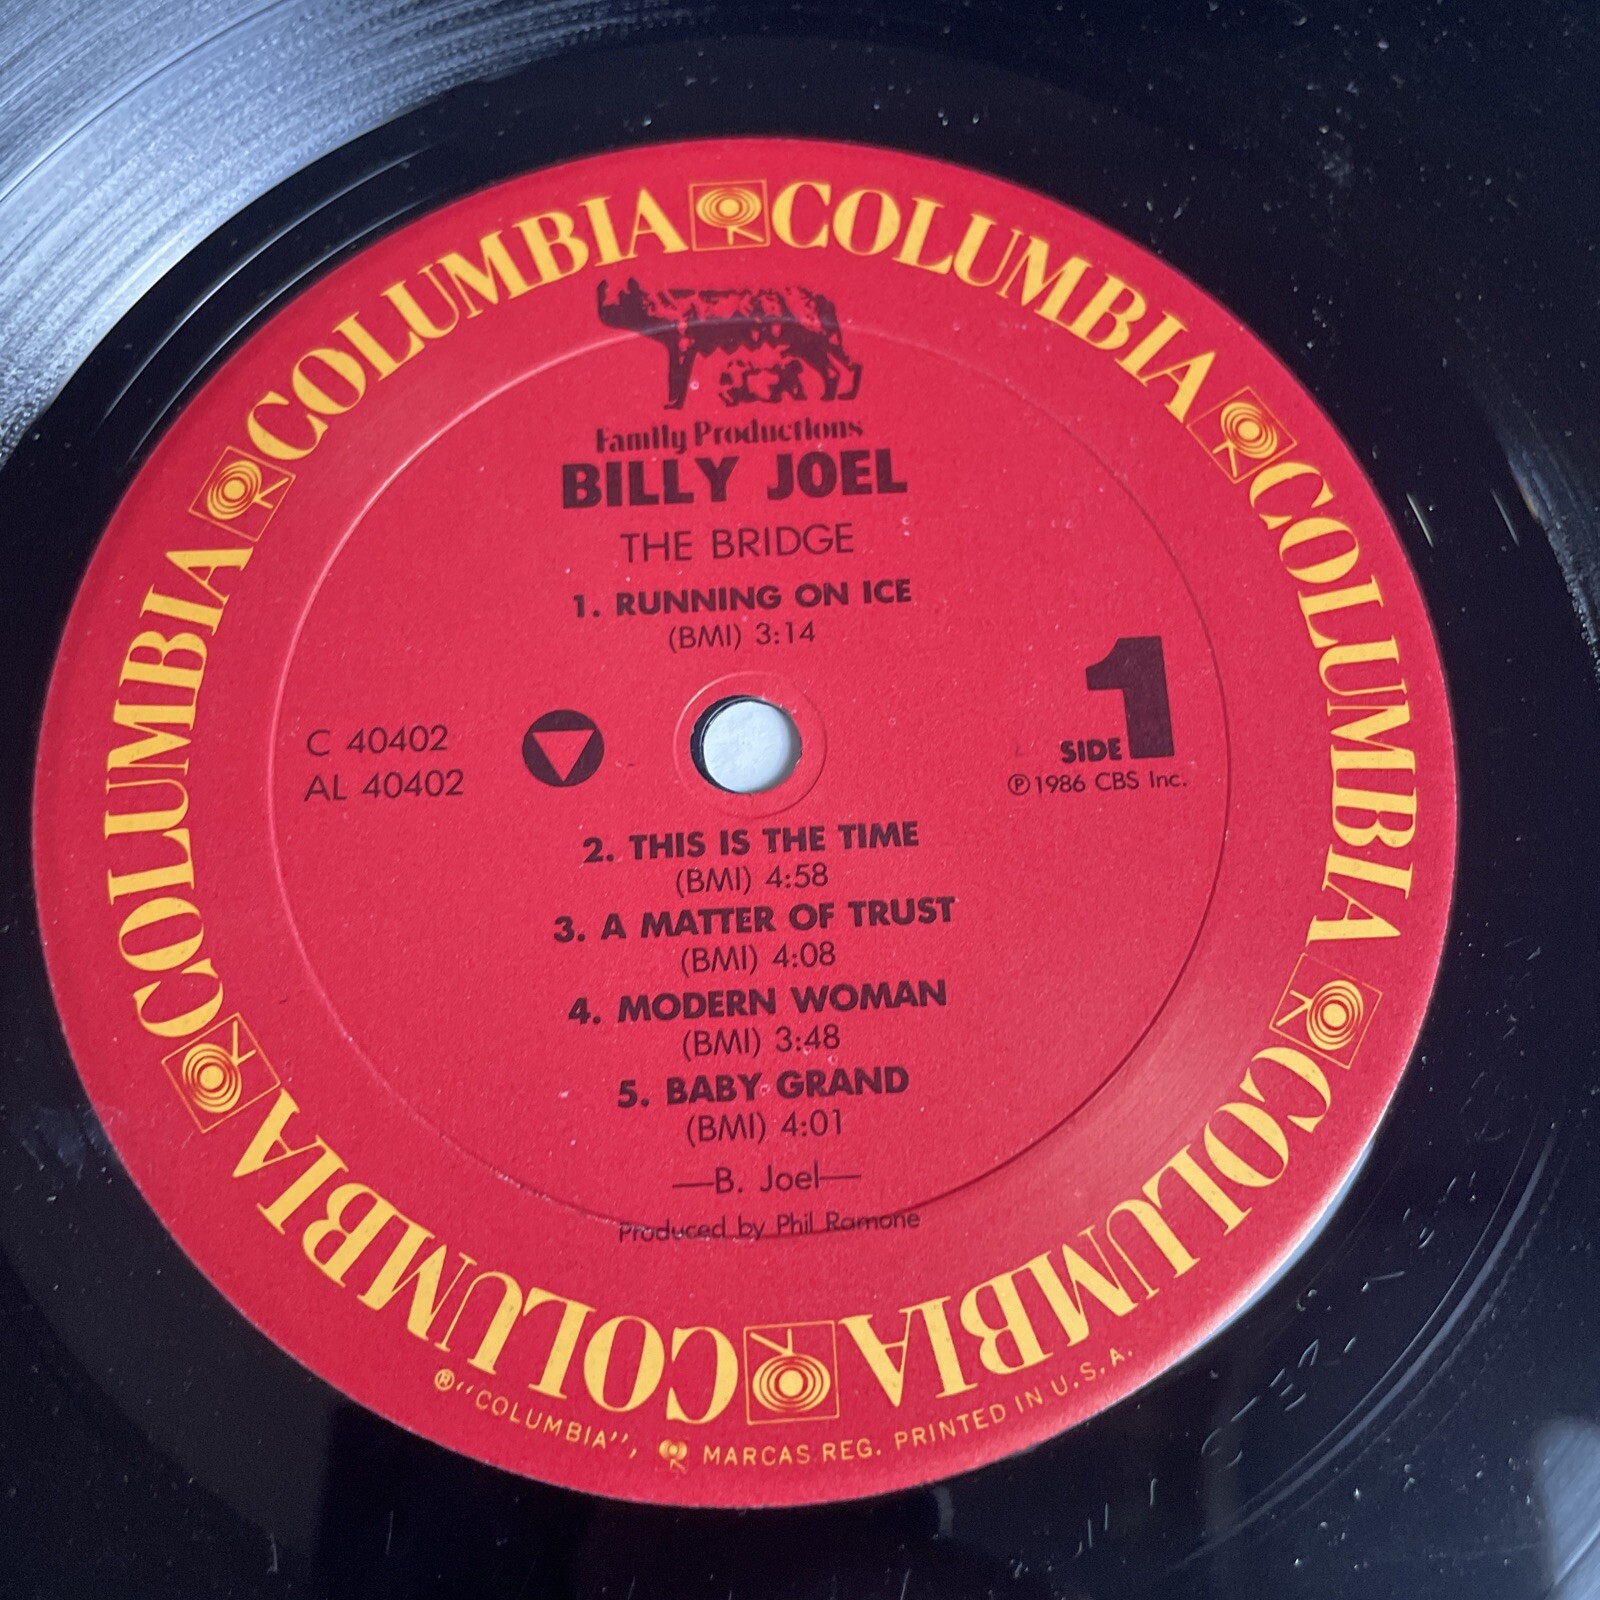 COLUMBIA COLUMBIA COLUMBIA COLUMBIA COLUMBIA COLUMBIA COLUMBIA
Family Productions
BILLY JOEL
THE BRIDGE
1. RUNNING ON ICE
(BMI) 3:14
C 40402
AL 40402
SIDE 1
Ⓟ1986 CBS Inc.
2. THIS IS THE TIME
(BMI) 4:58
3. A MATTER OF TRUST
(BMI) 4:08
4. MODERN WOMAN
(BMI) 3:48
5. BABY GRAND
(BMI) 4:01
—B. Joel—
Produced by Phil Ramone
®"COLUMBIA", MARCAS REG. PRINTED IN U.S.A.